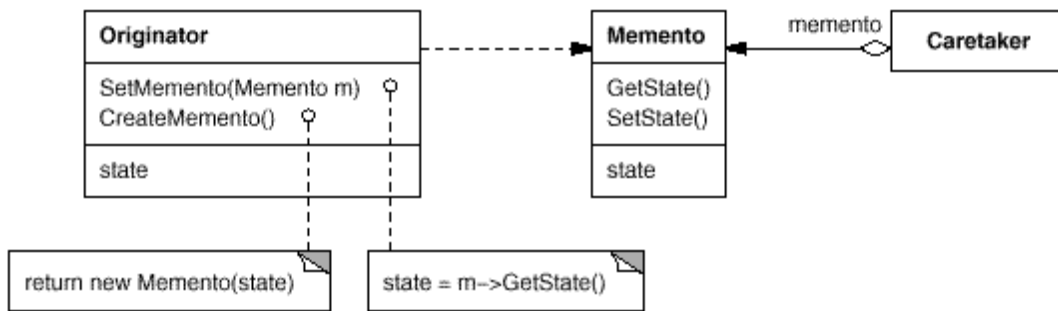 Originator
SetMemento(Memento m)
CreateMemento()
state
return new Memento(state)
state = m->GetState()
Memento
GetState()
SetState()
state
memento
Caretaker